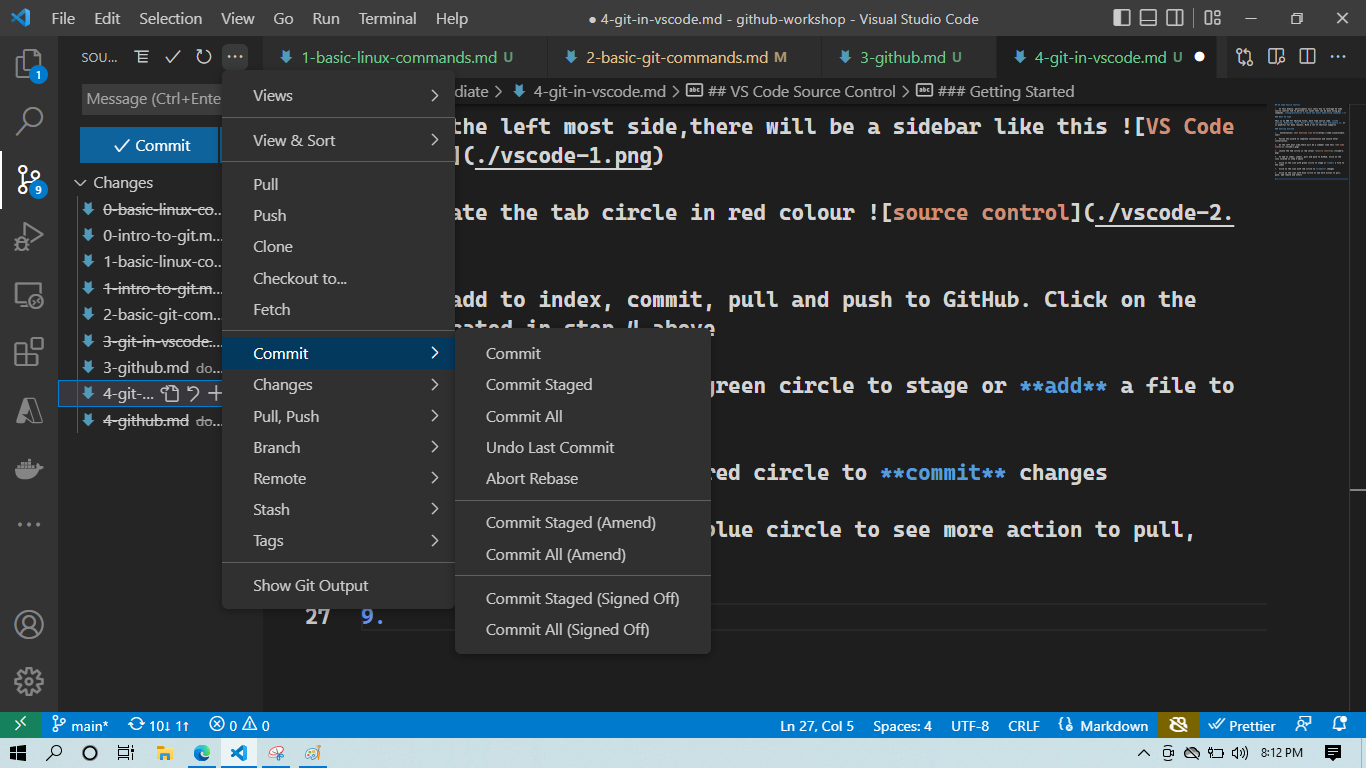 File Edit Selection View Go Run Terminal Help
● 4-git-in-vscode.md - github-workshop - Visual Studio Code
SOU...
1-basic-linux-commands.md U
2-basic-git-commands.md M
3-github.md U
4-git-in-vscode.md U
1
9
Message (Ctrl+Ente
Commit
Changes
0-basic-linux-co...
0-intro-to-git.m...
1-basic-linux-co...
1-intro-to-git.m...
2-basic-git-com...
3-git-in-vscode....
3-github.md do...
4-git-...
4-github.md do...
Views
View & Sort
Pull
Push
Clone
Checkout to...
Fetch
Commit
Changes
Pull, Push
Branch
Remote
Stash
Tags
Show Git Output
Commit
Commit Staged
Commit All
Undo Last Commit
Abort Rebase
Commit Staged (Amend)
Commit All (Amend)
Commit Staged (Signed Off)
Commit All (Signed Off)
diate > 4-git-in-vscode.md > ## VS Code Source Control > ### Getting Started
the left most side,there will be a sidebar like this ![VS Code
](./vscode-1.png)
ate the tab circle in red colour ![source control](./vscode-2.
add to index, commit, pull and push to GitHub. Click on the
ated in step 4 above
green circle to stage or **add** a file to
red circle to **commit** changes
blue circle to see more action to pull,
27 9.
main* 10↓ 1↑ 0 0
Ln 27, Col 5 Spaces: 4 UTF-8 CRLF Markdown Prettier
8:12 PM